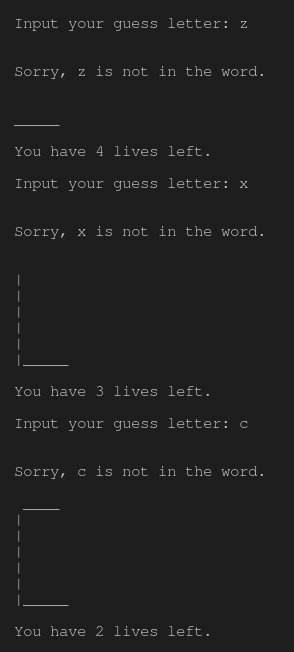 Input your guess letter: z
Sorry, z is not in the word.
_____
You have 4 lives left.
Input your guess letter: x
Sorry, x is not in the word.
|
|
|
|
|
|_____
You have 3 lives left.
Input your guess letter: c
Sorry, c is not in the word.
 ____
|
|
|
|
|
|_____
You have 2 lives left.